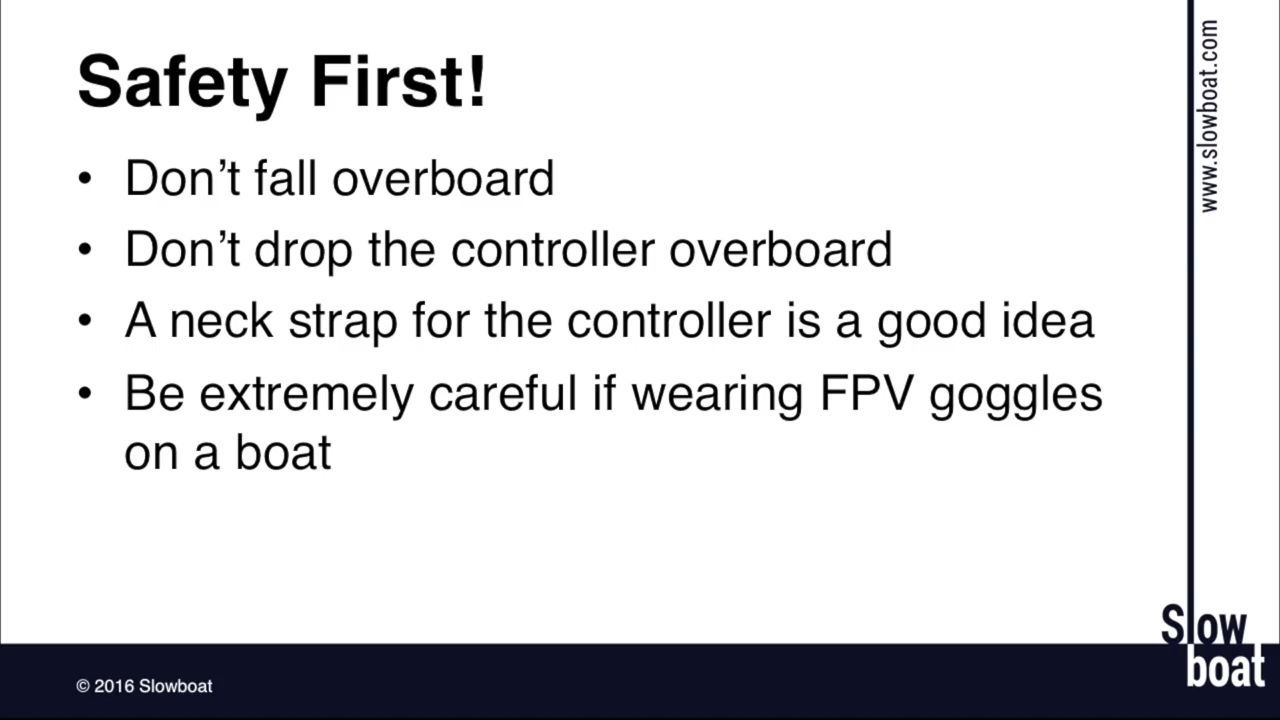 Safety First!
• Don’t fall overboard
• Don’t drop the controller overboard
• A neck strap for the controller is a good idea
• Be extremely careful if wearing FPV goggles
on a boat
www.slowboat.com
Slow
boat
© 2016 Slowboat